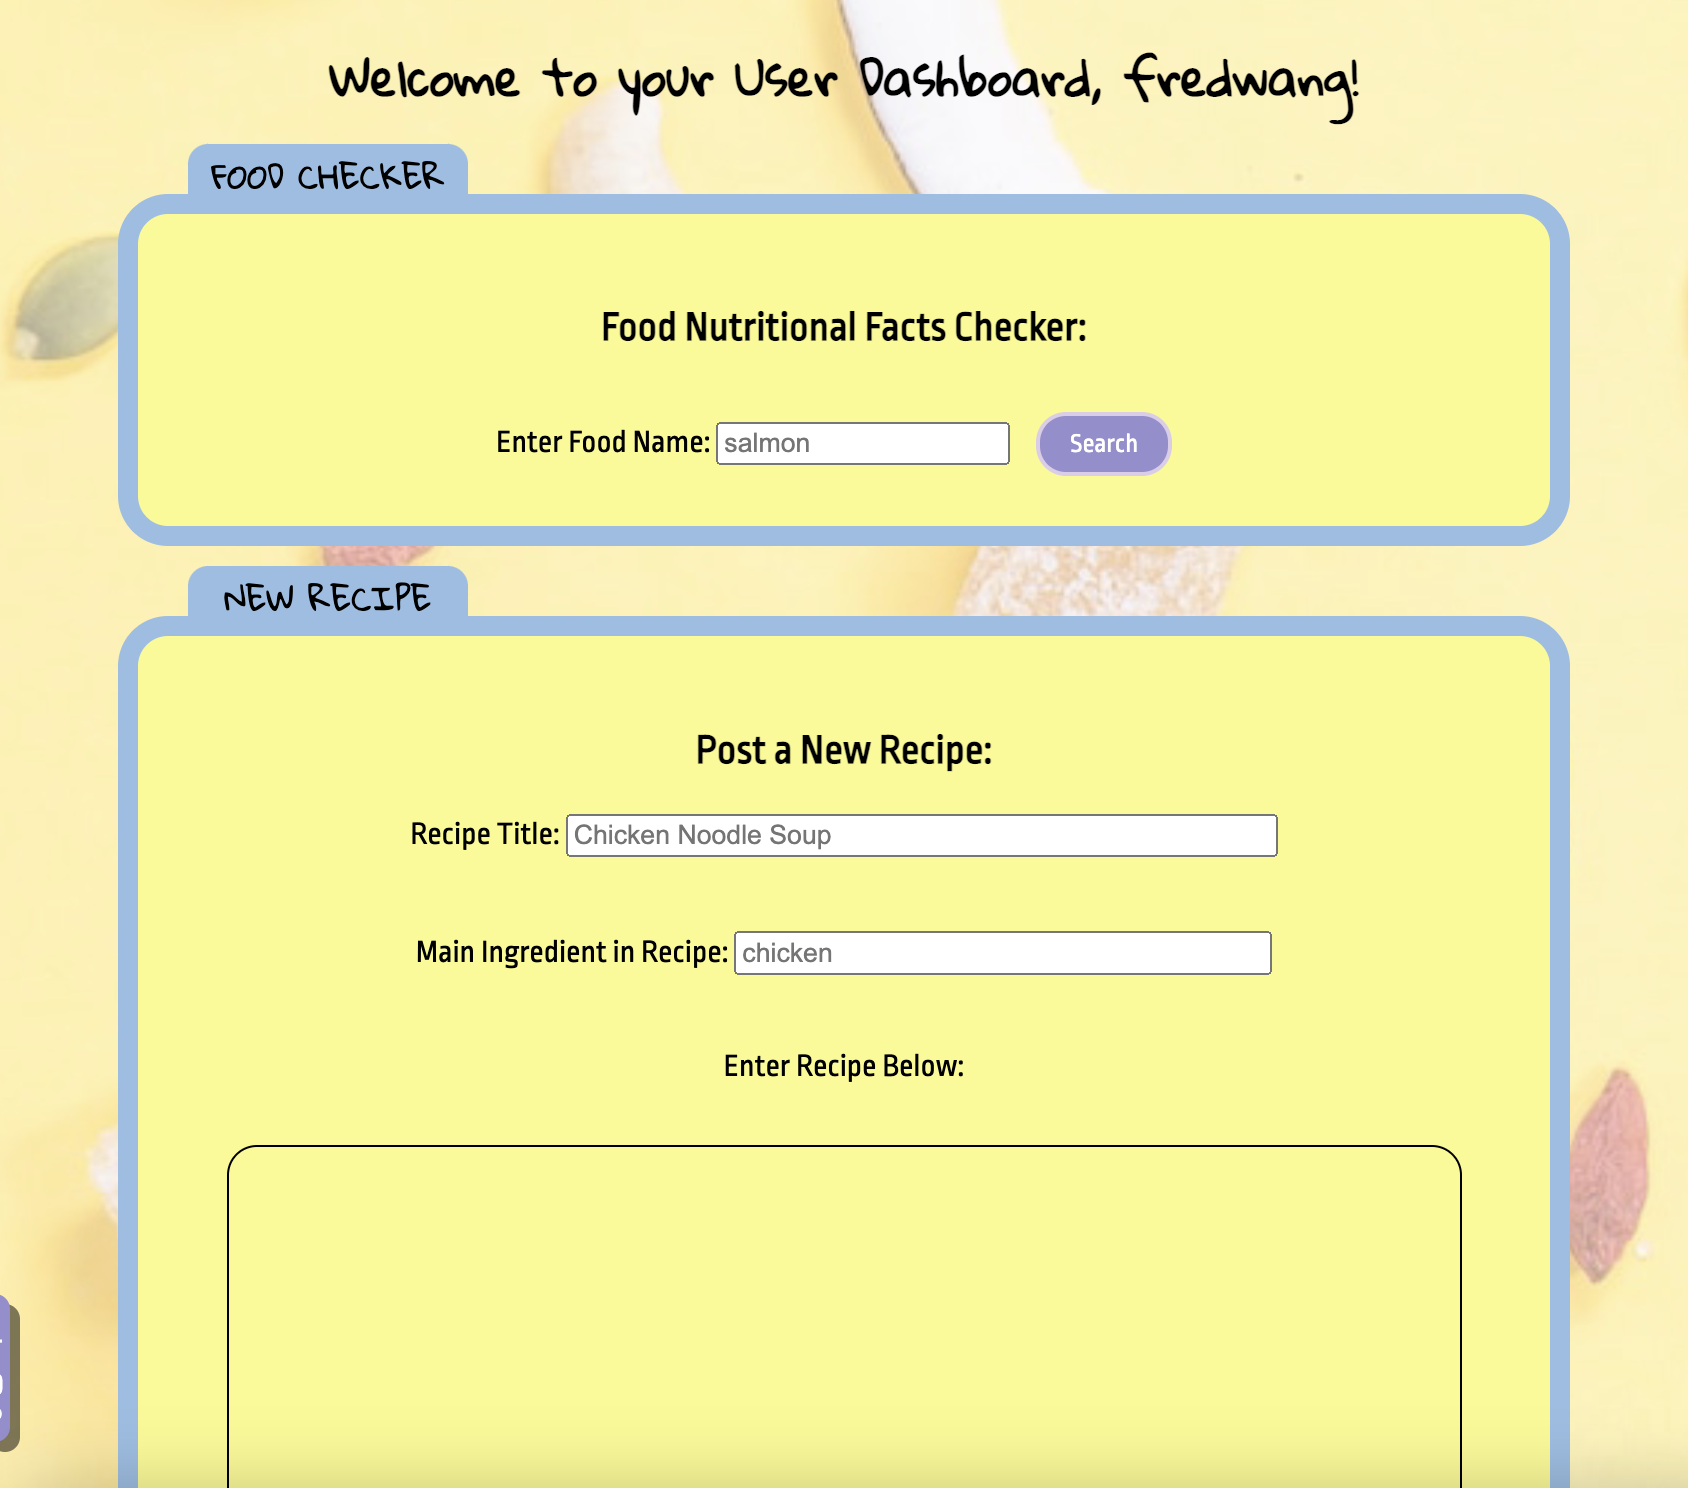 Welcome to your User Dashboard, fredwang!
FOOD CHECKER
Food Nutritional Facts Checker:
Enter Food Name: salmon Search
NEW RECIPE
Post a New Recipe:
Recipe Title: Chicken Noodle Soup
Main Ingredient in Recipe: chicken
Enter Recipe Below: